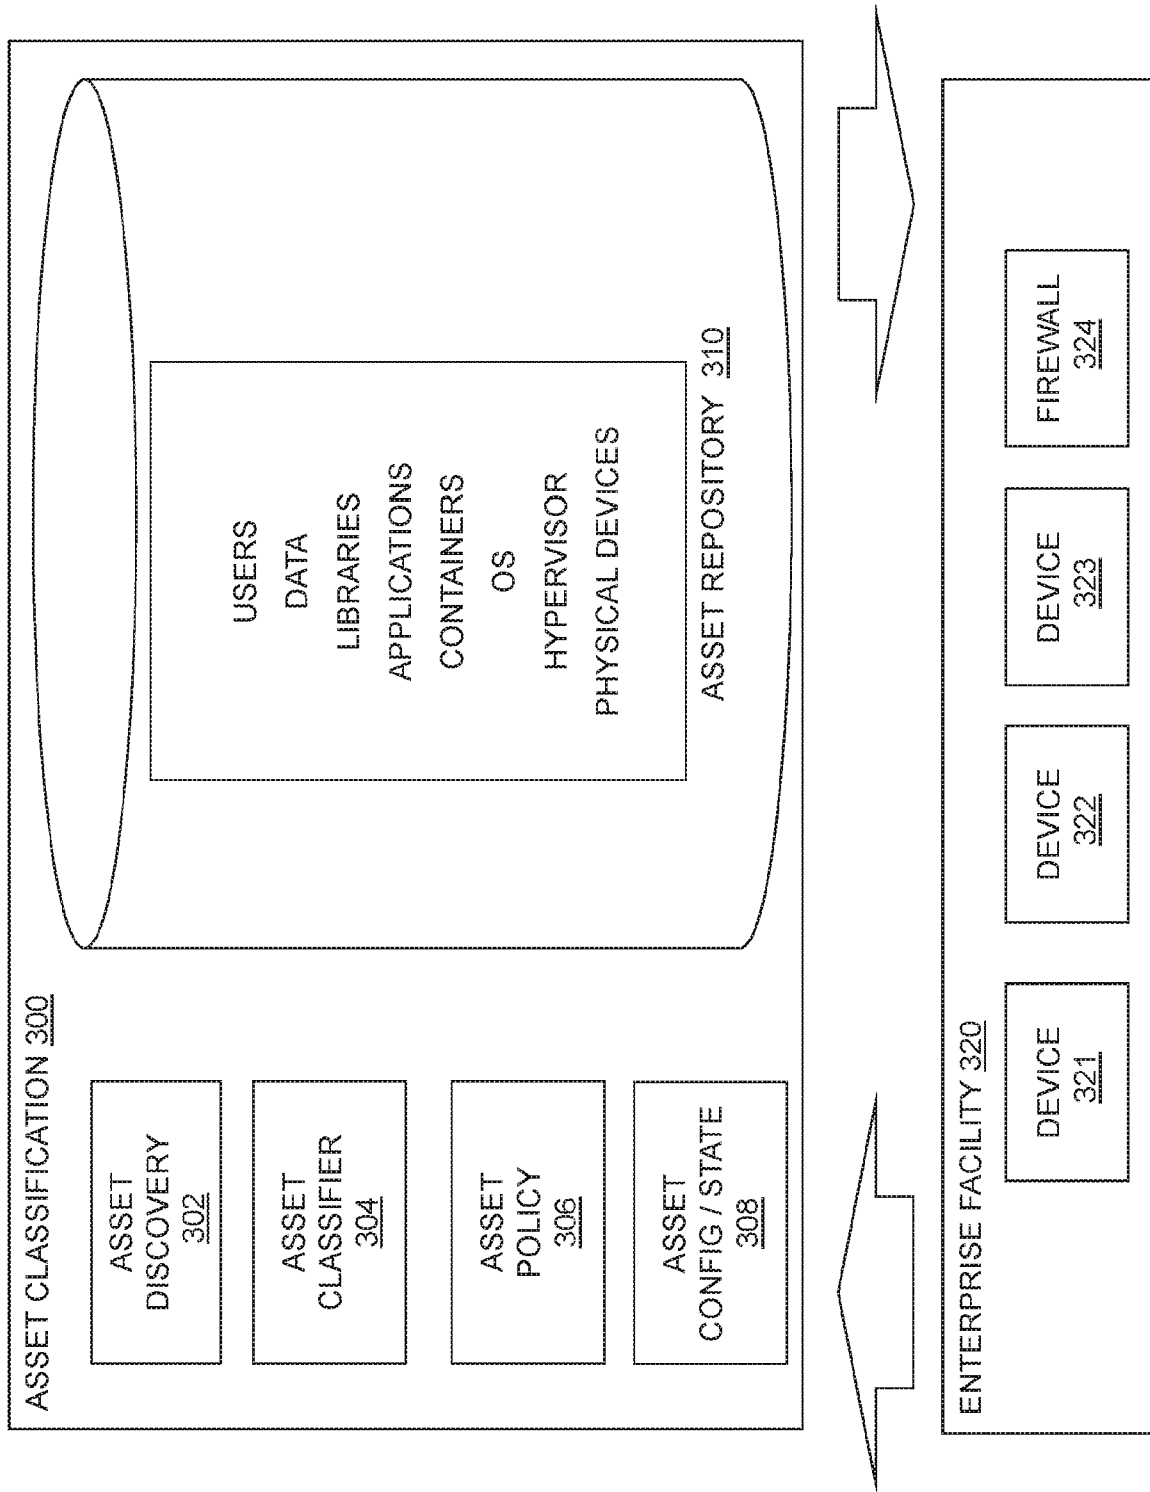 ASSET CLASSIFICATION 300
ASSET
DISCOVERY
302
ASSET
CLASSIFIER
304
ASSET
POLICY
306
ASSET
CONFIG / STATE
308
USERS
DATA
LIBRARIES
APPLICATIONS
CONTAINERS
OS
HYPERVISOR
PHYSICAL DEVICES
ASSET REPOSITORY 310
ENTERPRISE FACILITY 320
DEVICE
321
DEVICE
322
DEVICE
323
FIREWALL
324